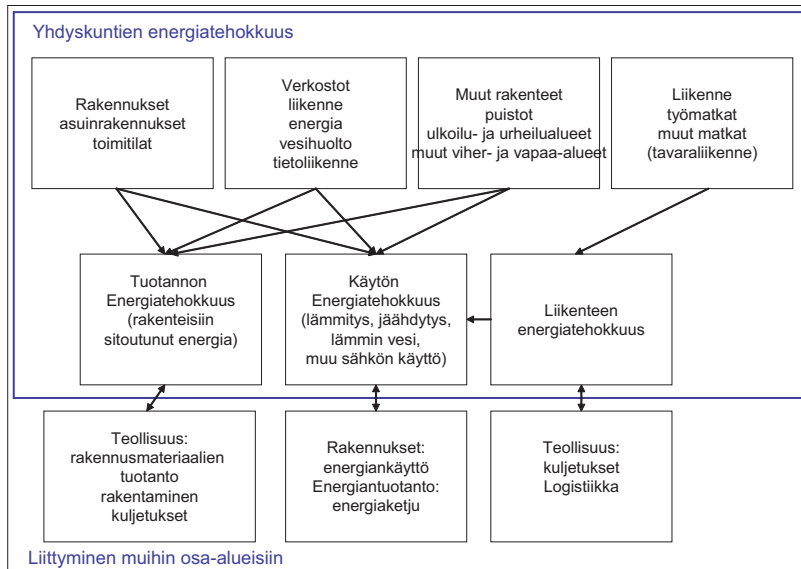 Yhdyskuntien energiatehokkuus
Rakennukset
asuinrakennukset
toimitilat
Verkostot
liikenne
energia
vesihuolto
tietoliikenne
Muut rakenteet
puistot
ulkoilu- ja urheilualueet
muut viher- ja vapaa-alueet
Liikenne
työmatkat
muut matkat
(tavaraliikenne)
Tuotannon
Energiatehokkuus
(rakenteisiin
sitoutunut energia)
Käytön
Energiatehokkuus
(lämmitys, jäähdytys,
lämmin vesi,
muu sähkön käyttö)
Liikenteen
energiatehokkuus
Teollisuus:
rakennusmateriaalien
tuotanto
rakentaminen
kuljetukset
Rakennukset:
energiankäyttö
Energiantuotanto:
energiaketju
Teollisuus:
kuljetukset
Logistiikka
Liittyminen muihin osa-alueisiin